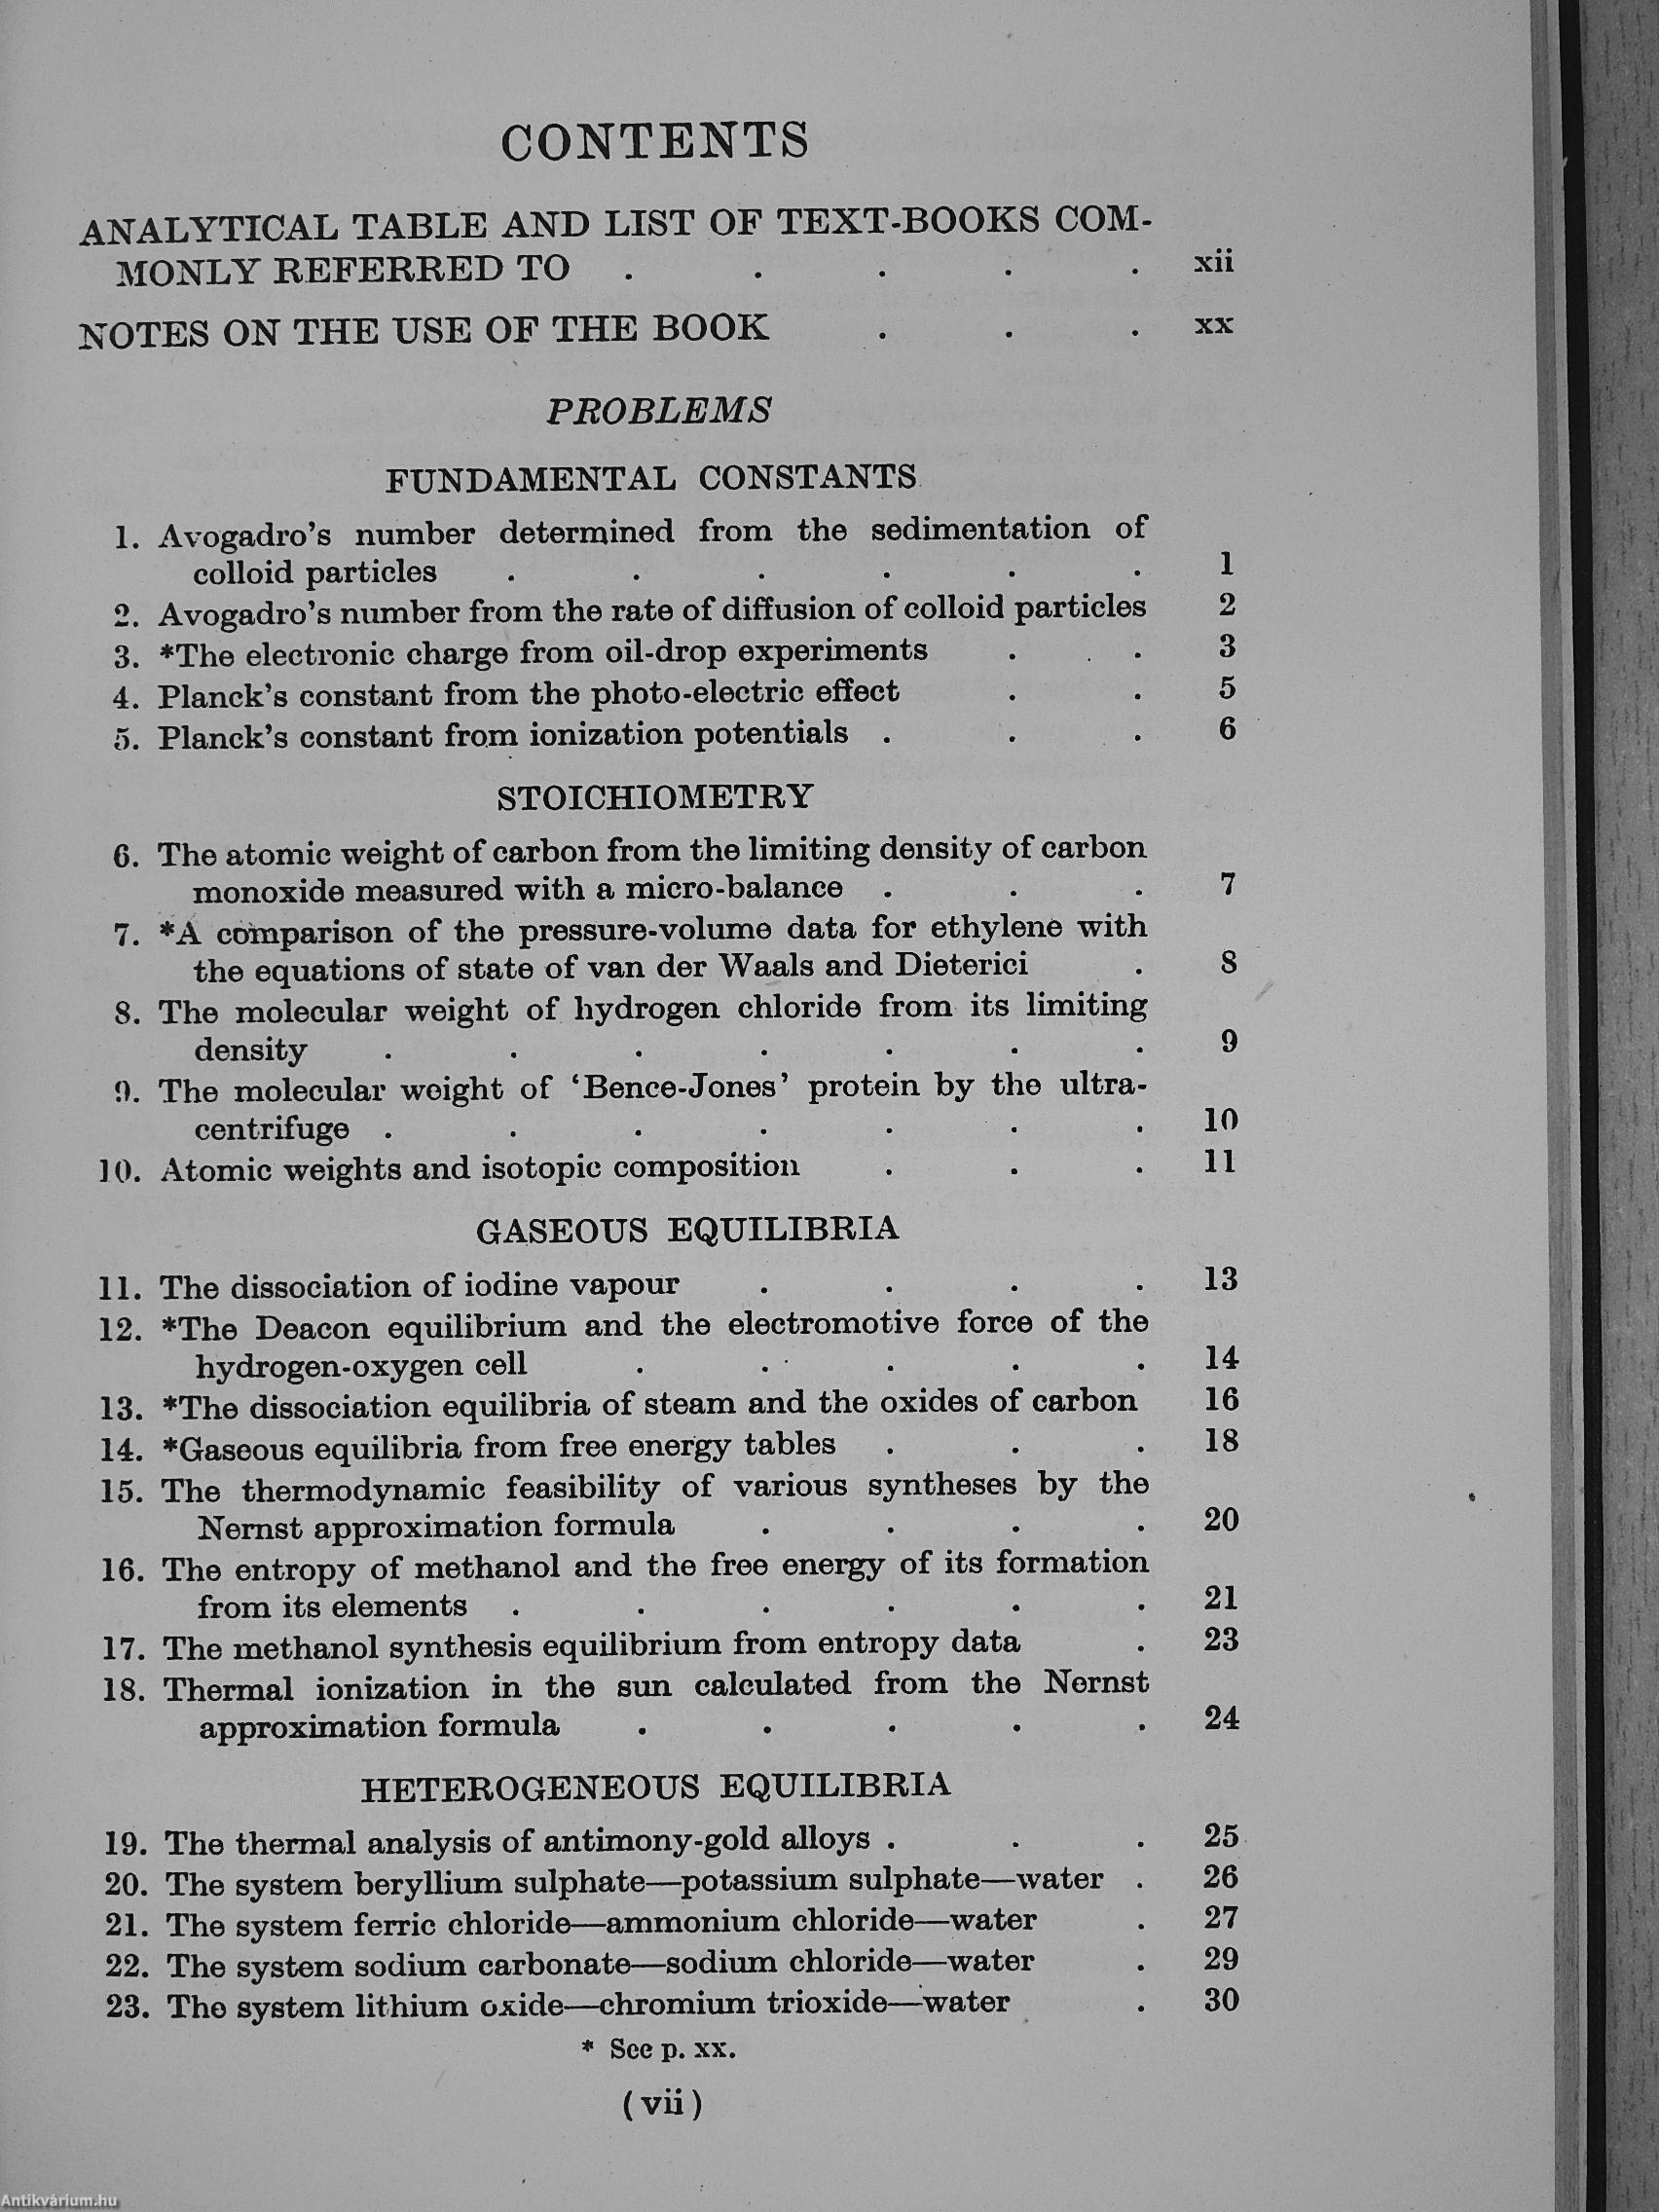 CONTENTS
ANALYTICAL TABLE AND LIST OF TEXT-BOOKS COM-
MONLY REFERRED TO . . . . . xii
NOTES ON THE USE OF THE BOOK . . . xx
PROBLEMS
FUNDAMENTAL CONSTANTS
1. Avogadro's number determined from the sedimentation of
colloid particles . . . . . . 1
2. Avogadro's number from the rate of diffusion of colloid particles 2
3. *The electronic charge from oil-drop experiments . . . 3
4. Planck's constant from the photo-electric effect . . 5
5. Planck's constant from ionization potentials . . . 6
STOICHIOMETRY
6. The atomic weight of carbon from the limiting density of carbon
monoxide measured with a micro-balance . . . 7
7. *A comparison of the pressure-volume data for ethylene with
the equations of state of van der Waals and Dieterici . 8
8. The molecular weight of hydrogen chloride from its limiting
density . . . . . . . 9
9. The molecular weight of 'Bence-Jones' protein by the ultra-
centrifuge . . . . . . . 10
10. Atomic weights and isotopic composition . . . 11
GASEOUS EQUILIBRIA
11. The dissociation of iodine vapour . . . . 13
12. *The Deacon equilibrium and the electromotive force of the
hydrogen-oxygen cell . . . . . 14
13. *The dissociation equilibria of steam and the oxides of carbon 16
14. *Gaseous equilibria from free energy tables . . . 18
15. The thermodynamic feasibility of various syntheses by the
Nernst approximation formula . . . . 20
16. The entropy of methanol and the free energy of its formation
from its elements . . . . . . 21
17. The methanol synthesis equilibrium from entropy data . 23
18. Thermal ionization in the sun calculated from the Nernst
approximation formula . . . . . 24
HETEROGENEOUS EQUILIBRIA
19. The thermal analysis of antimony-gold alloys . . . 25
20. The system beryllium sulphate—potassium sulphate—water . 26
21. The system ferric chloride—ammonium chloride—water . 27
22. The system sodium carbonate—sodium chloride—water . 29
23. The system lithium oxide—chromium trioxide—water . 30
* See p. xx.
(vii)
Antikvárium.hu